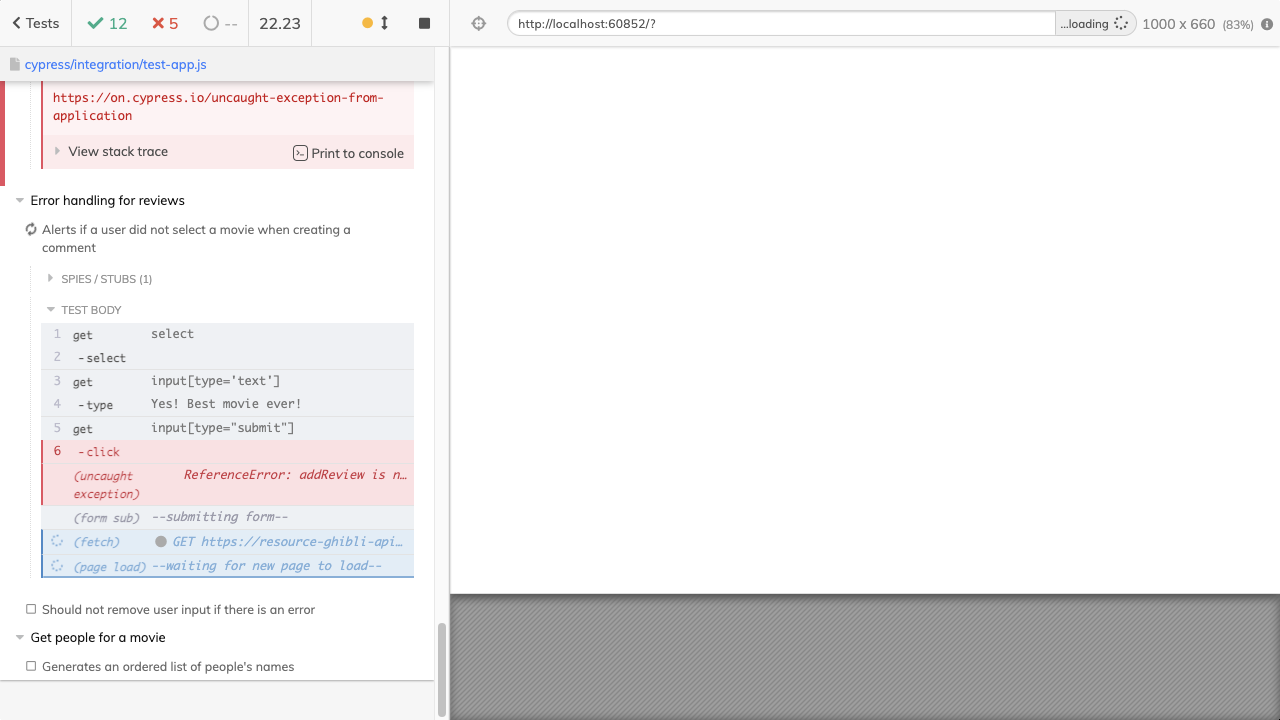 Tests 12 5 -- 22.23
http://localhost:60852/? ...loading 1000 x 660 (83%)
cypress/integration/test-app.js
https://on.cypress.io/uncaught-exception-from-
application
View stack trace Print to console
Error handling for reviews
Alerts if a user did not select a movie when creating a
comment
SPIES / STUBS (1)
TEST BODY
1 get select
2 -select
3 get input[type='text']
4 -type Yes! Best movie ever!
5 get input[type="submit"]
6 -click
(uncaught ReferenceError: addReview is n…
exception)
(form sub) --submitting form--
(fetch) GET https://resource-ghibli-api…
(page load) --waiting for new page to load--
Should not remove user input if there is an error
Get people for a movie
Generates an ordered list of people's names